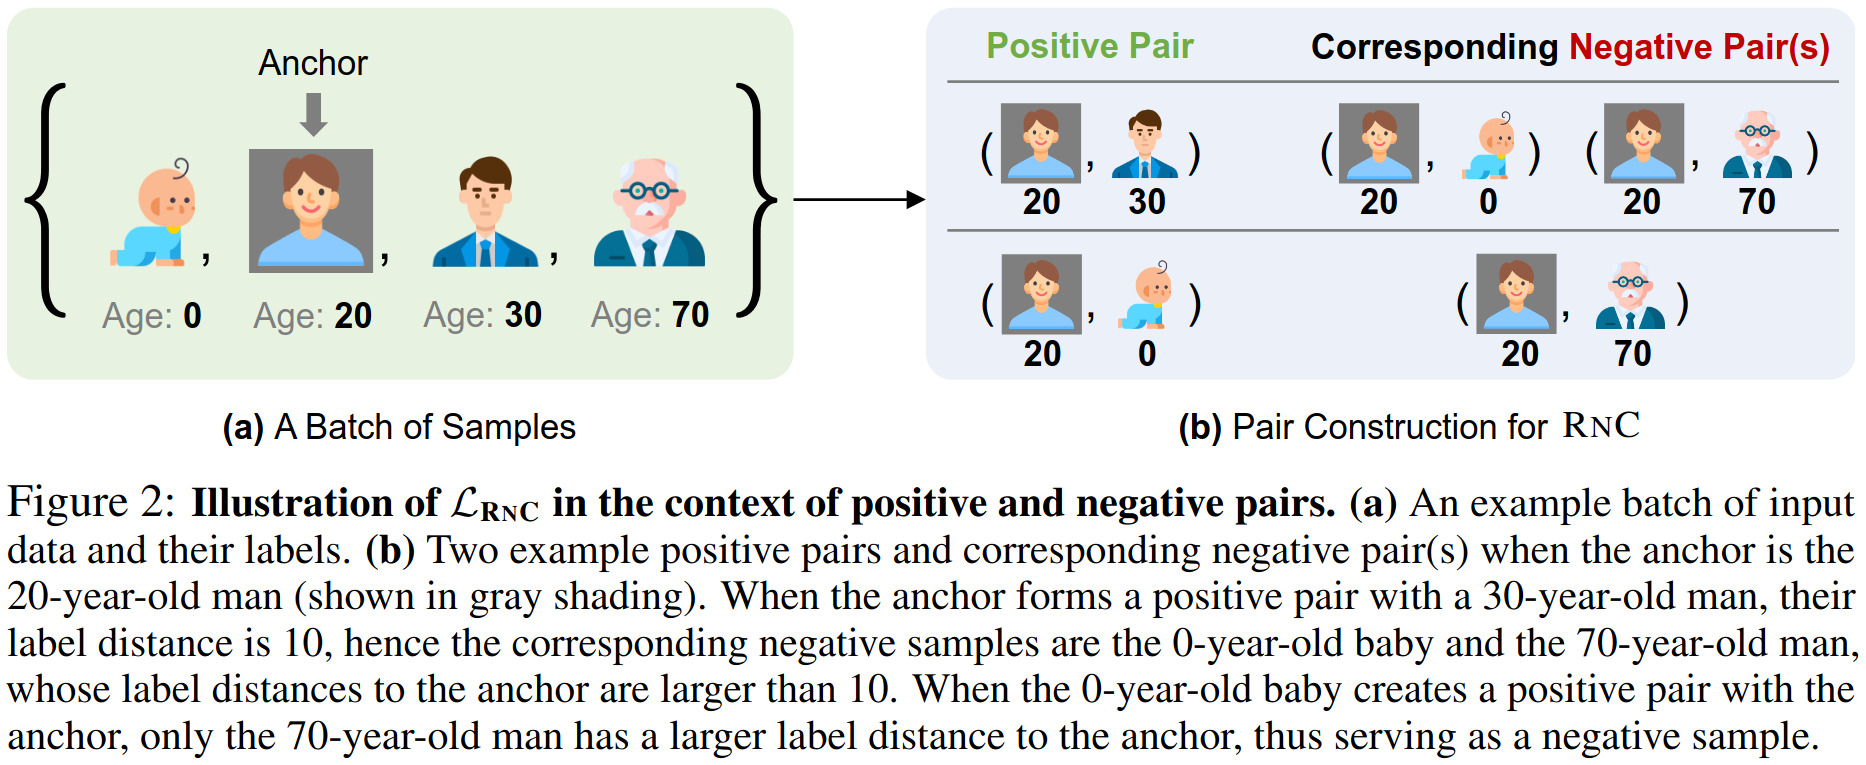 Anchor
{ , , , }
Age: 0 Age: 20 Age: 30 Age: 70
(a) A Batch of Samples
Positive Pair Corresponding Negative Pair(s)
( , ) ( , ) ( , )
20 30 20 0 20 70
( , ) ( , )
20 0 20 70
(b) Pair Construction for RNC
Figure 2: Illustration of ℒRNC in the context of positive and negative pairs. (a) An example batch of input
data and their labels. (b) Two example positive pairs and corresponding negative pair(s) when the anchor is the
20-year-old man (shown in gray shading). When the anchor forms a positive pair with a 30-year-old man, their
label distance is 10, hence the corresponding negative samples are the 0-year-old baby and the 70-year-old man,
whose label distances to the anchor are larger than 10. When the 0-year-old baby creates a positive pair with the
anchor, only the 70-year-old man has a larger label distance to the anchor, thus serving as a negative sample.